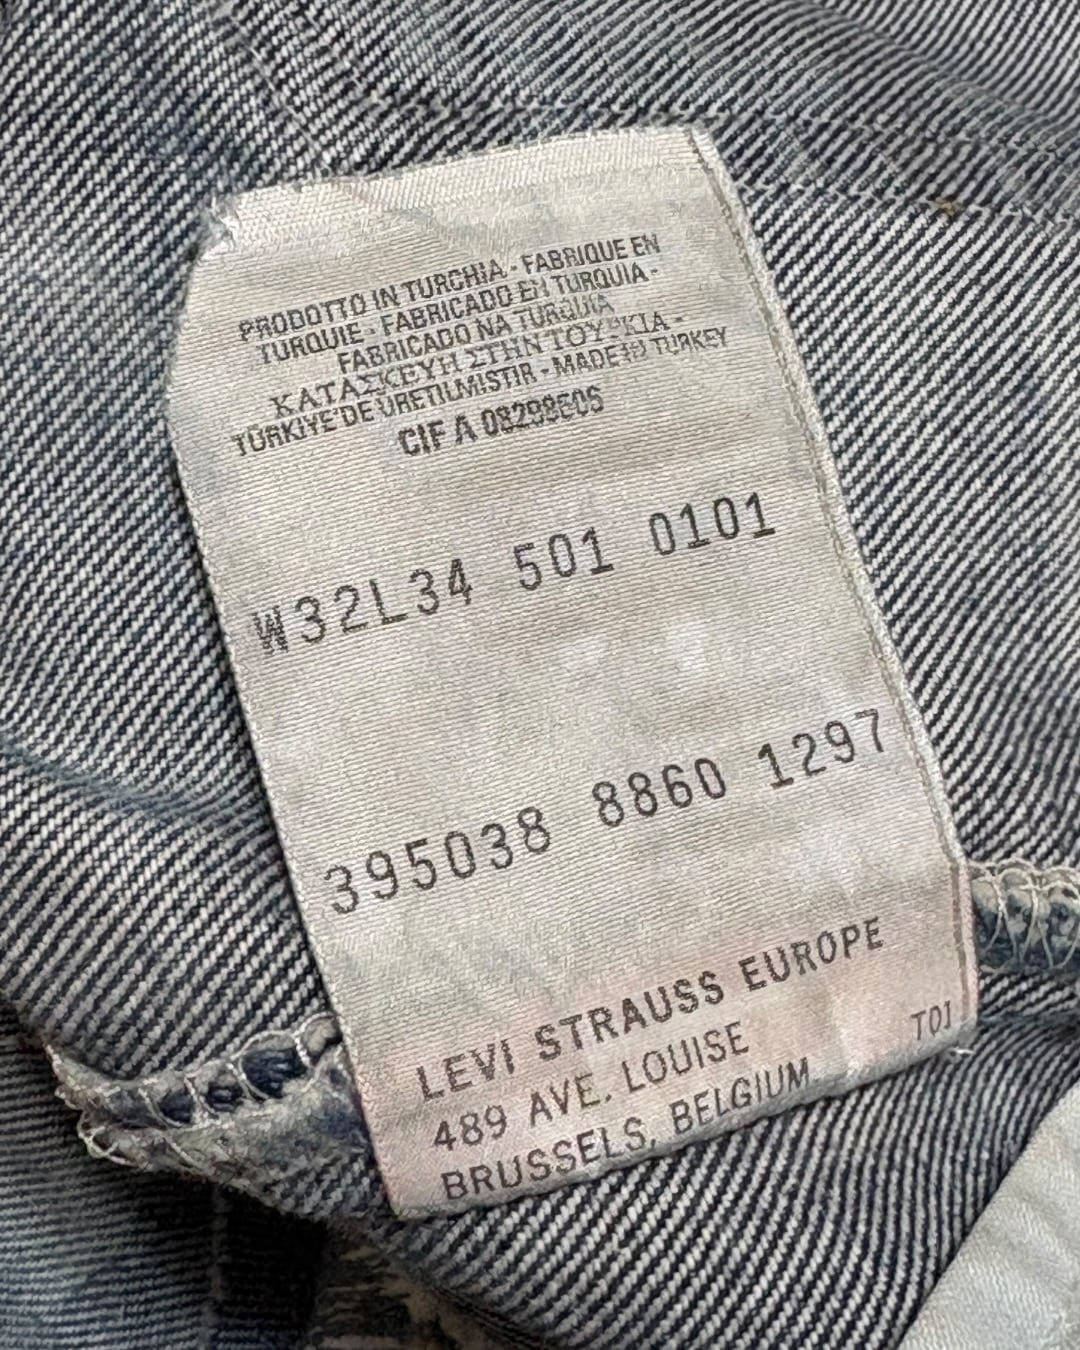 PRODOTTO IN TURCHIA - FABRIQUE EN
TURQUIE - FABRICADO EN TURQUIA -
FABRICADO NA TURQUIA
ΚΑΤΑΣΚΕΥΗ ΣΤΗΝ ΤΟΥΡΚΙΑ -
TÜRKIYE'DE ÜRETILMISTIR - MADE IN TURKEY
CIF A
W32L34 501 0101
395038 8860 1297
LEVI STRAUSS EUROPE
489 AVE. LOUISE
BRUSSELS, BELGIUM
T01